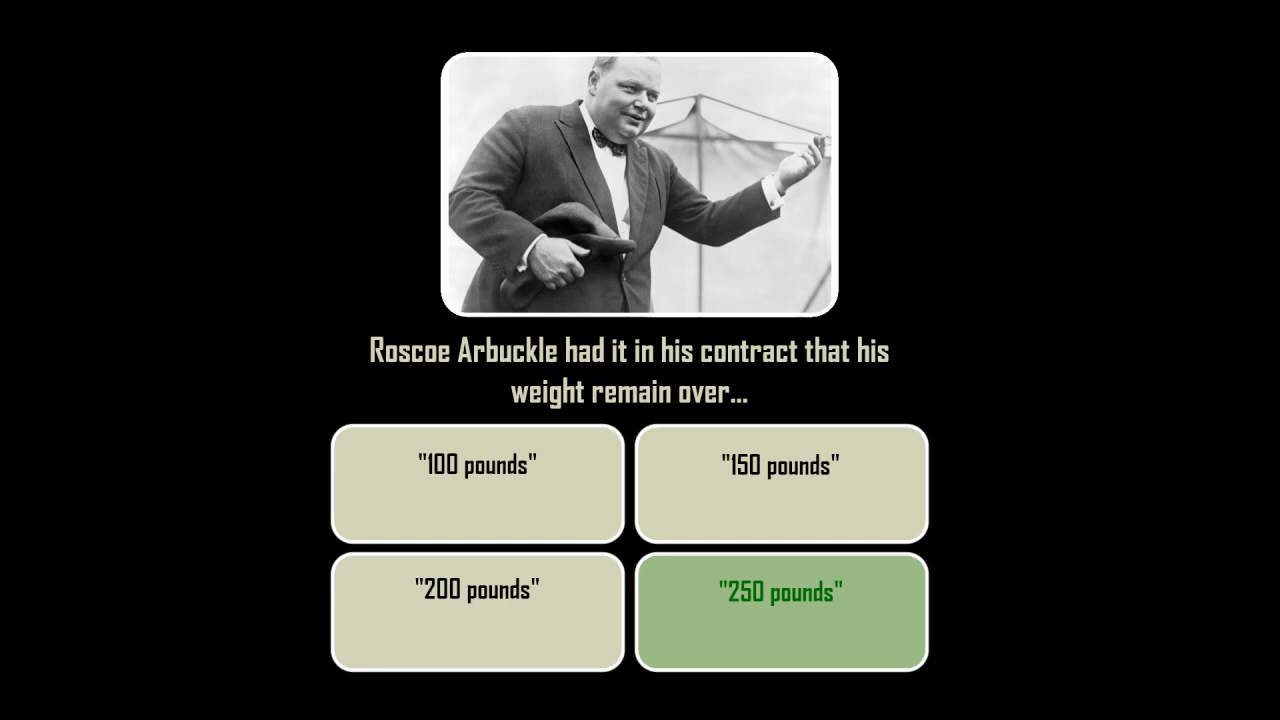 Roscoe Arbuckle had it in his contract that his
weight remain over...
"100 pounds"
"150 pounds"
"200 pounds"
"250 pounds"